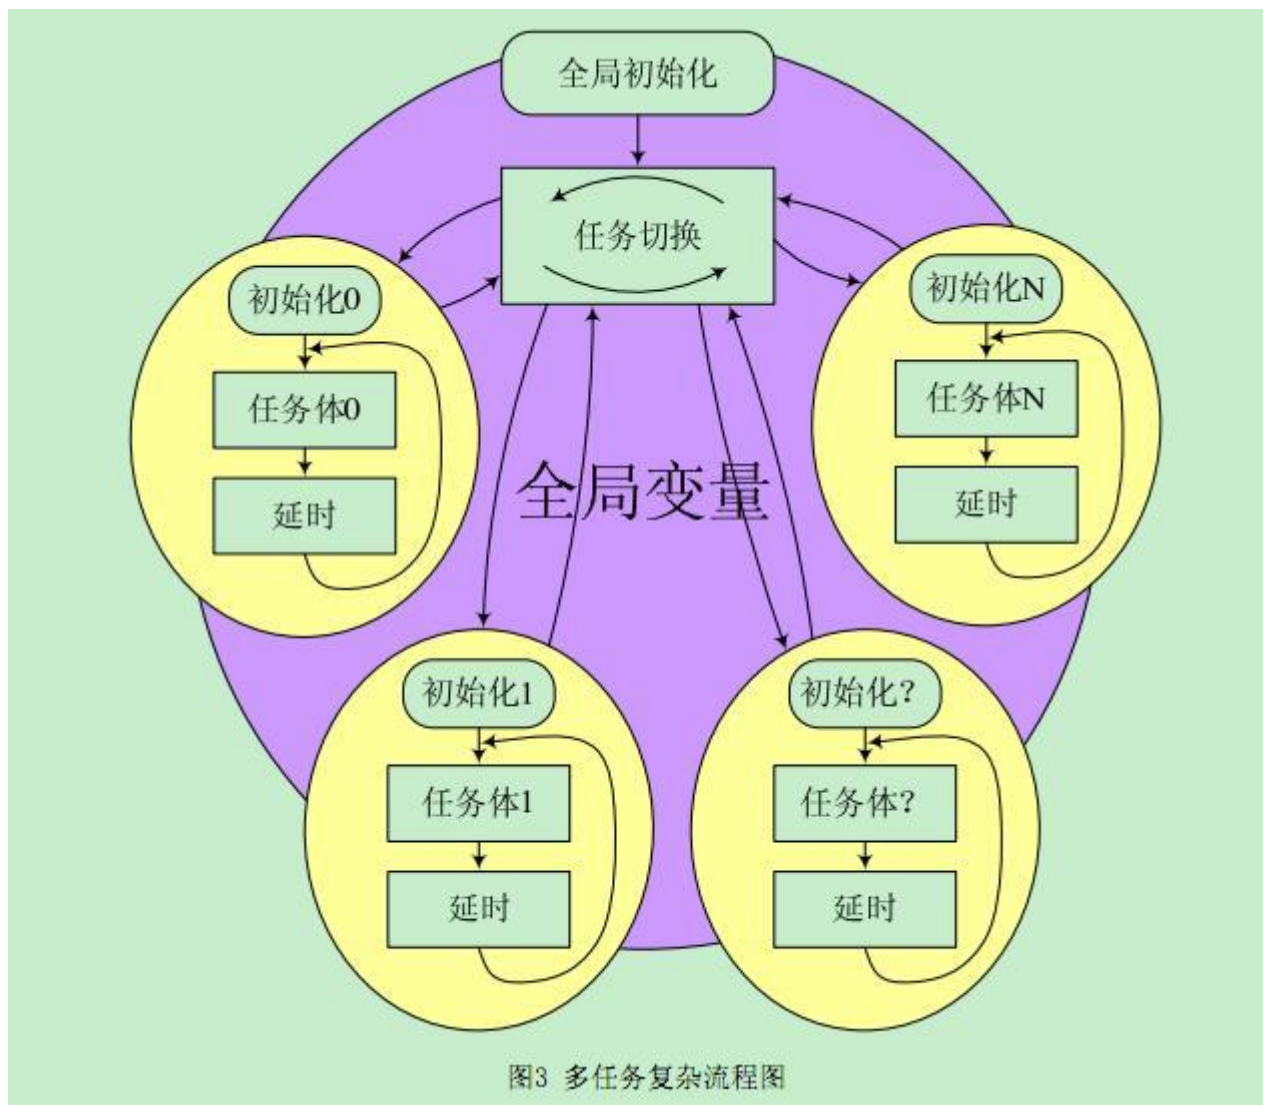 全局初始化
任务切换
初始化0
任务体0
延时
初始化N
任务体N
延时
全局变量
初始化1
任务体1
延时
初始化？
任务体？
延时
图3 多任务复杂流程图